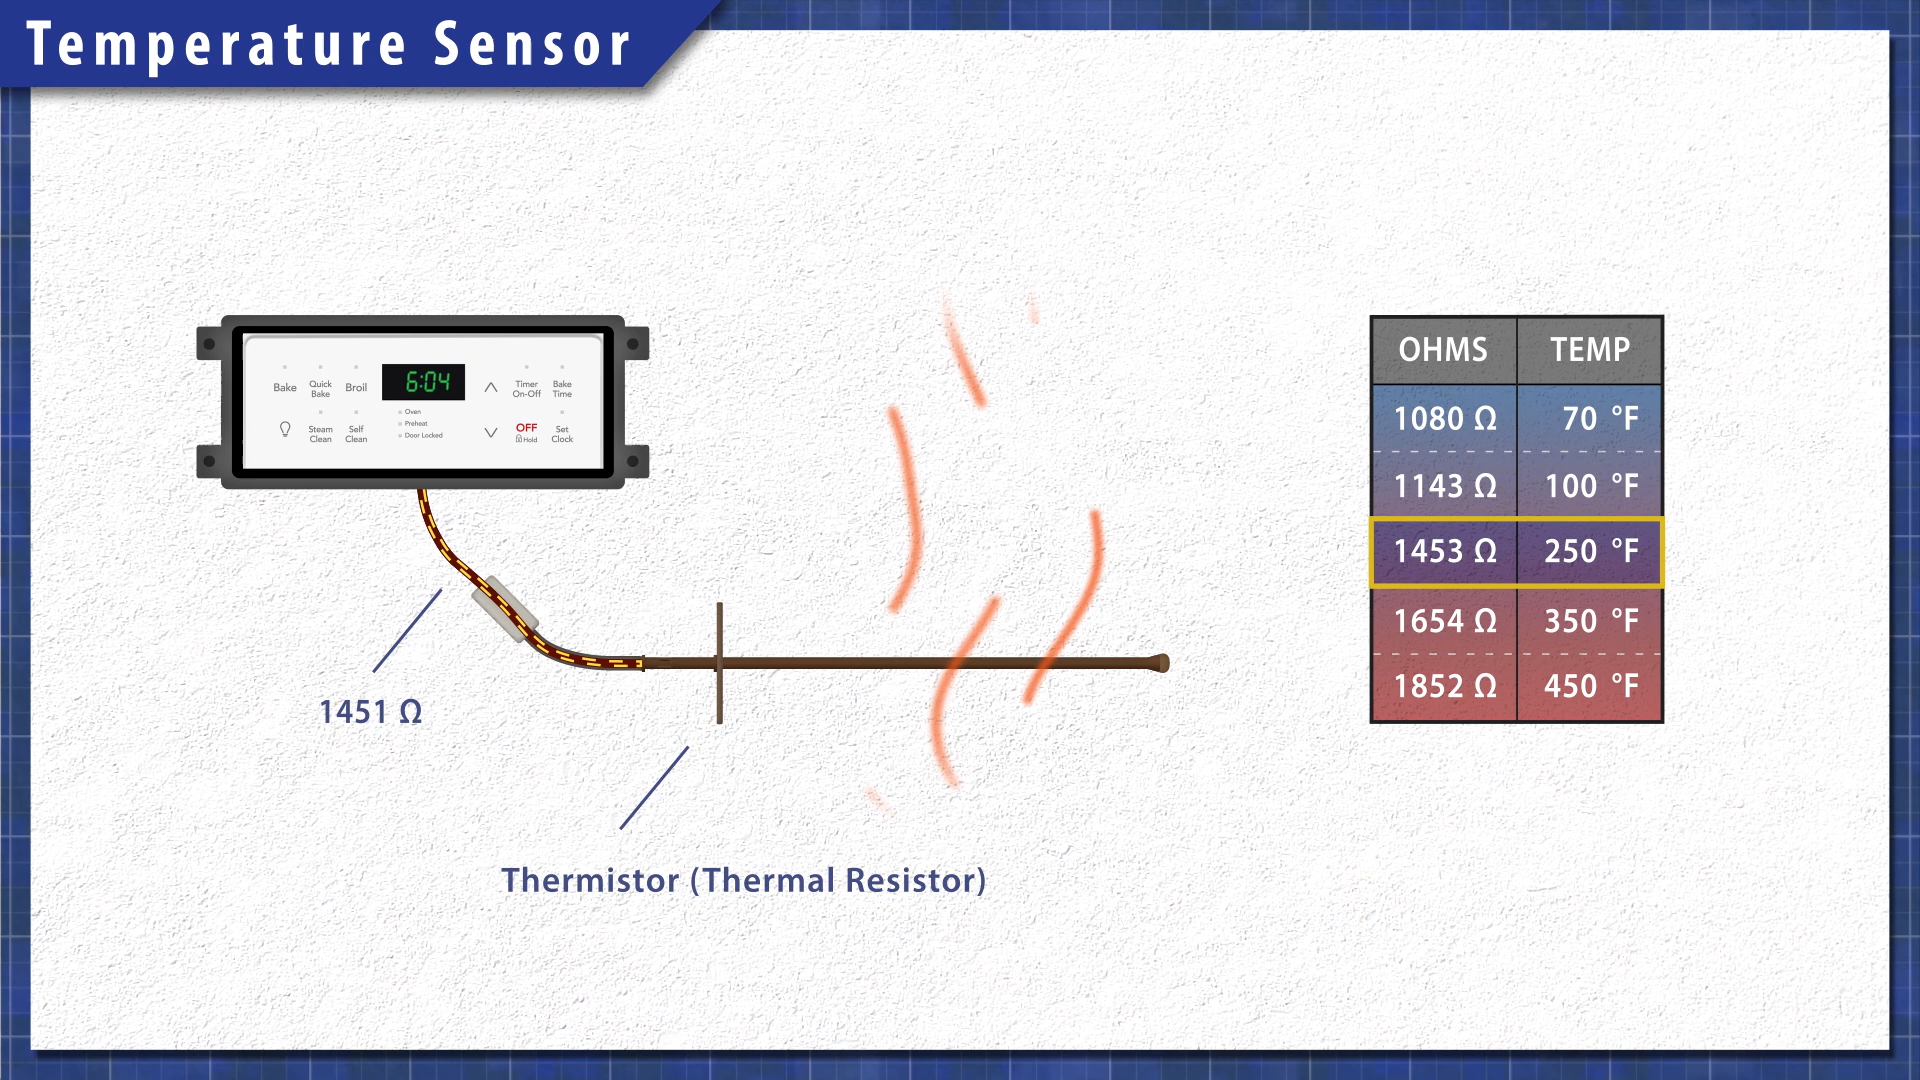 Temperature Sensor
Bake
Quick
Bake
Broil
6:04
Timer
On-Off
Bake
Time
Oven
Preheat
Door Locked
Steam
Clean
Self
Clean
OFF
Hold
Set
Clock
1451 Ω
Thermistor (Thermal Resistor)
OHMS TEMP
1080 Ω 70 °F
1143 Ω 100 °F
1453 Ω 250 °F
1654 Ω 350 °F
1852 Ω 450 °F